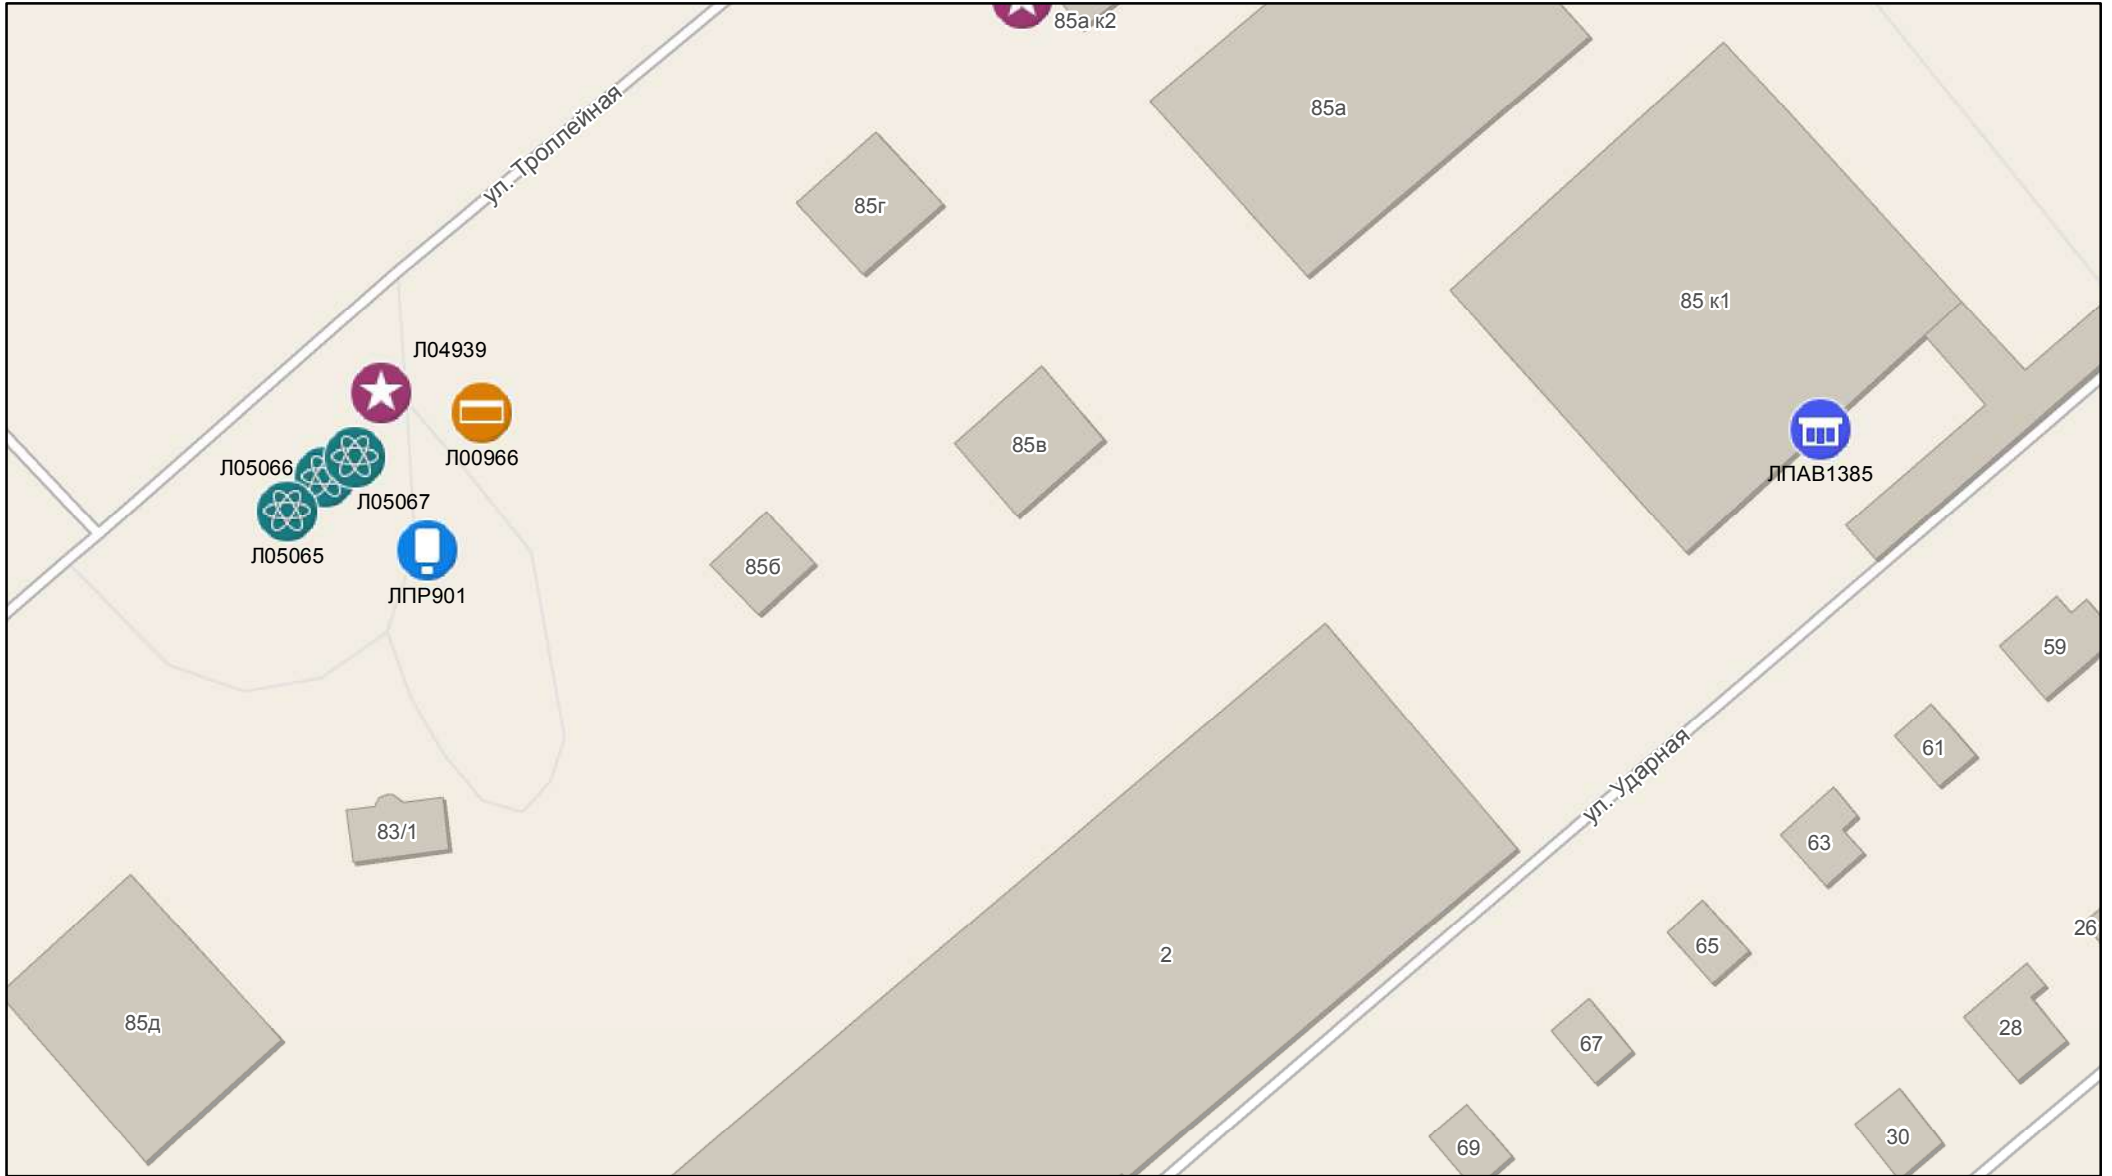 85а к2
85а
ул. Троллейная
85г
85 к1
Л04939
Л00966
85в
Л05066
Л05067
ЛПАВ1385
Л05065
85б
ЛПР901
59
61
ул. Ударная
83/1
63
26
65
2
85д
28
67
30
69